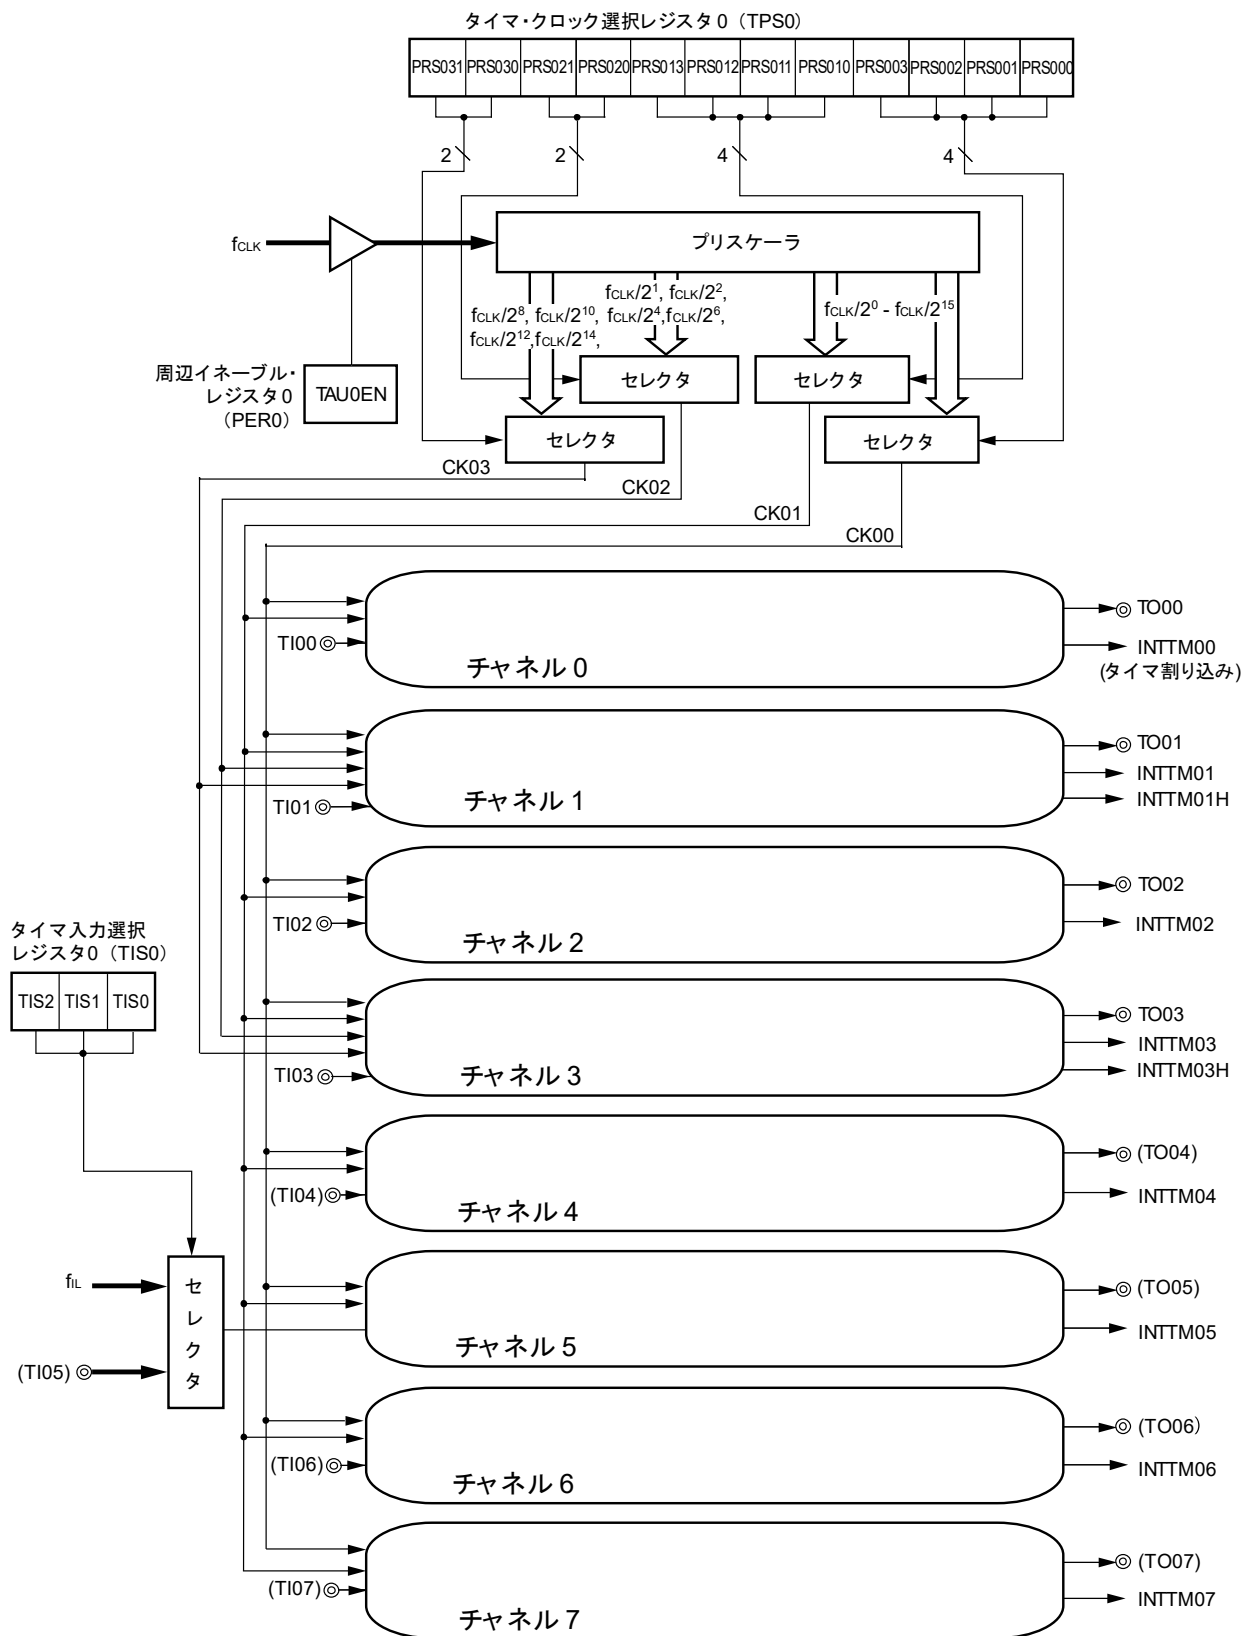 タイマ・クロック選択レジスタ0（TPS0）
PRS031 PRS030 PRS021 PRS020 PRS013 PRS012 PRS011 PRS010 PRS003 PRS002 PRS001 PRS000
2 2 4 4
fCLK
プリスケーラ
fCLK/2¹, fCLK/2²,
fCLK/2⁴,fCLK/2⁶,
fCLK/2⁸, fCLK/2¹⁰,
fCLK/2¹²,fCLK/2¹⁴,
fCLK/2⁰ - fCLK/2¹⁵
周辺イネーブル・
レジスタ0
（PER0）
TAU0EN
セレクタ
セレクタ
セレクタ
セレクタ
CK03
CK02
CK01
CK00
TI00
チャネル 0
TO00
INTTM00
(タイマ割り込み)
TI01
チャネル 1
TO01
INTTM01
INTTM01H
TI02
チャネル 2
TO02
INTTM02
タイマ入力選択
レジスタ0（TIS0）
TIS2 TIS1 TIS0
TI03
チャネル 3
TO03
INTTM03
INTTM03H
(TI04)
チャネル 4
(TO04)
INTTM04
fIL
(TI05)
セレクタ
チャネル 5
(TO05)
INTTM05
(TI06)
チャネル 6
(TO06)
INTTM06
(TI07)
チャネル 7
(TO07)
INTTM07